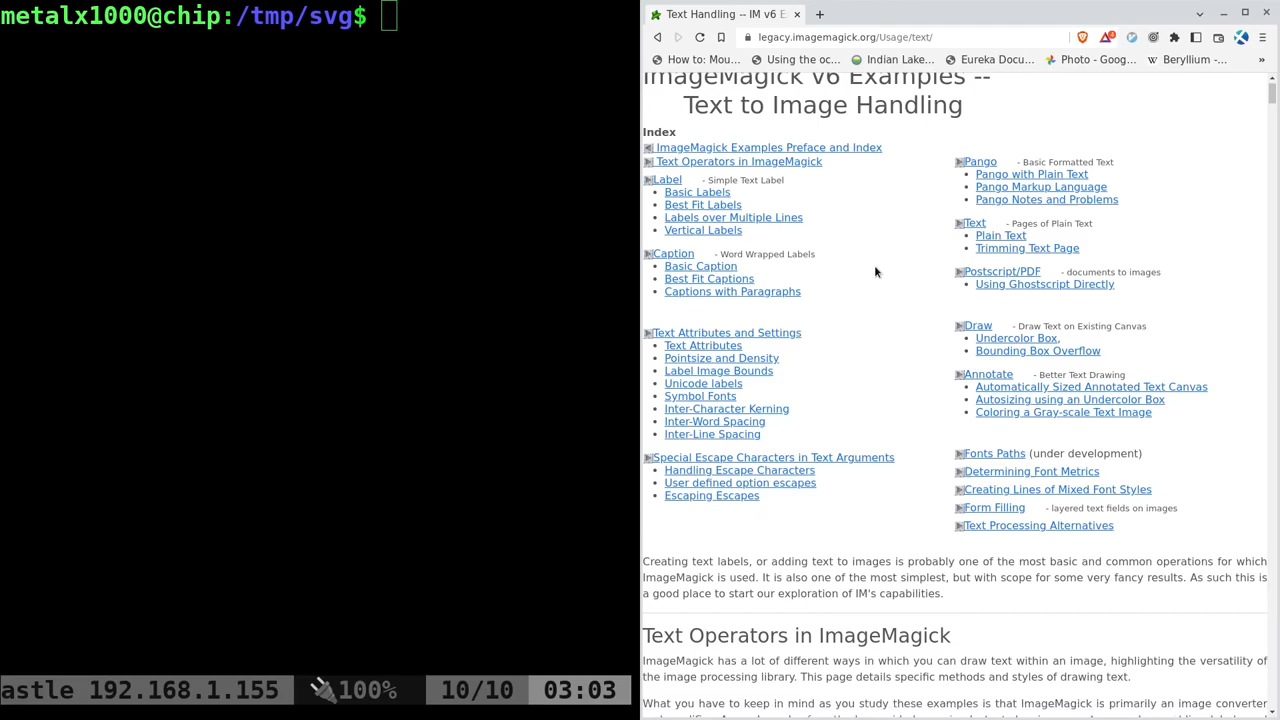 metalx1000@chip:/tmp/svg$
astle 192.168.1.155 100% 10/10 03:03
Text Handling -- IM v6 E
legacy.imagemagick.org/Usage/text/
How to: Mou... Using the oc... Indian Lake... Eureka Docu... Photo - Goog... Beryllium -... »
ImageMagick v6 Examples --
Text to Image Handling
Index
ImageMagick Examples Preface and Index
Text Operators in ImageMagick
Label - Simple Text Label
Basic Labels
Best Fit Labels
Labels over Multiple Lines
Vertical Labels
Caption - Word Wrapped Labels
Basic Caption
Best Fit Captions
Captions with Paragraphs
Text Attributes and Settings
Text Attributes
Pointsize and Density
Label Image Bounds
Unicode labels
Symbol Fonts
Inter-Character Kerning
Inter-Word Spacing
Inter-Line Spacing
Special Escape Characters in Text Arguments
Handling Escape Characters
User defined option escapes
Escaping Escapes
Pango - Basic Formatted Text
Pango with Plain Text
Pango Markup Language
Pango Notes and Problems
Text - Pages of Plain Text
Plain Text
Trimming Text Page
Postscript/PDF - documents to images
Using Ghostscript Directly
Draw - Draw Text on Existing Canvas
Undercolor Box,
Bounding Box Overflow
Annotate - Better Text Drawing
Automatically Sized Annotated Text Canvas
Autosizing using an Undercolor Box
Coloring a Gray-scale Text Image
Fonts Paths (under development)
Determining Font Metrics
Creating Lines of Mixed Font Styles
Form Filling - layered text fields on images
Text Processing Alternatives
Creating text labels, or adding text to images is probably one of the most basic and common operations for which
ImageMagick is used. It is also one of the most simplest, but with scope for some very fancy results. As such this is
a good place to start our exploration of IM's capabilities.
Text Operators in ImageMagick
ImageMagick has a lot of different ways in which you can draw text within an image, highlighting the versatility of
the image processing library. This page details specific methods and styles of drawing text.
What you have to keep in mind as you study these examples is that ImageMagick is primarily an image converter